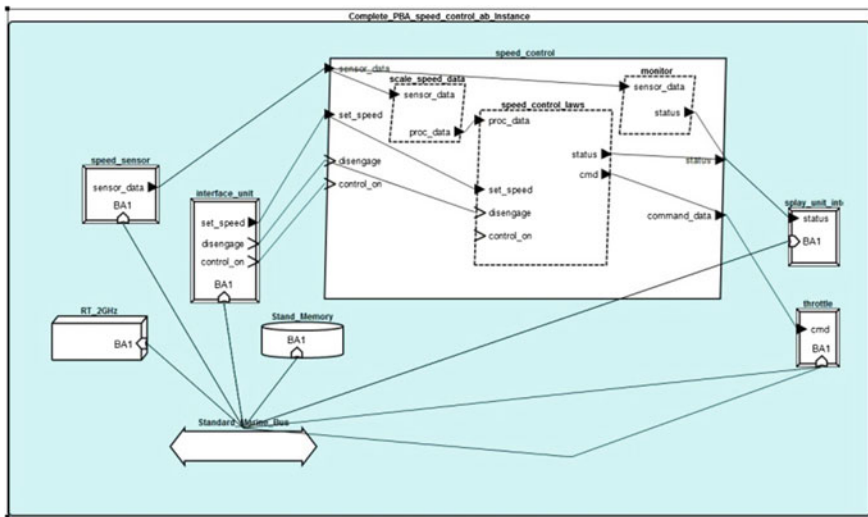 Complete_PBA_speed_control_ab_Instance
speed_control
sensor_data
scale_speed_data
sensor_data
proc_data
monitor
sensor_data
status
set_speed
speed_control_laws
proc_data
status
cmd
set_speed
disengage
control_on
disengage
control_on
status
command_data
speed_sensor
sensor_data
BA1
interface_unit
set_speed
disengage
control_on
BA1
splay_unit_int
status
BA1
RT_2GHz
BA1
Stand_Memory
BA1
throttle
cmd
BA1
Standard_Marine_Bus